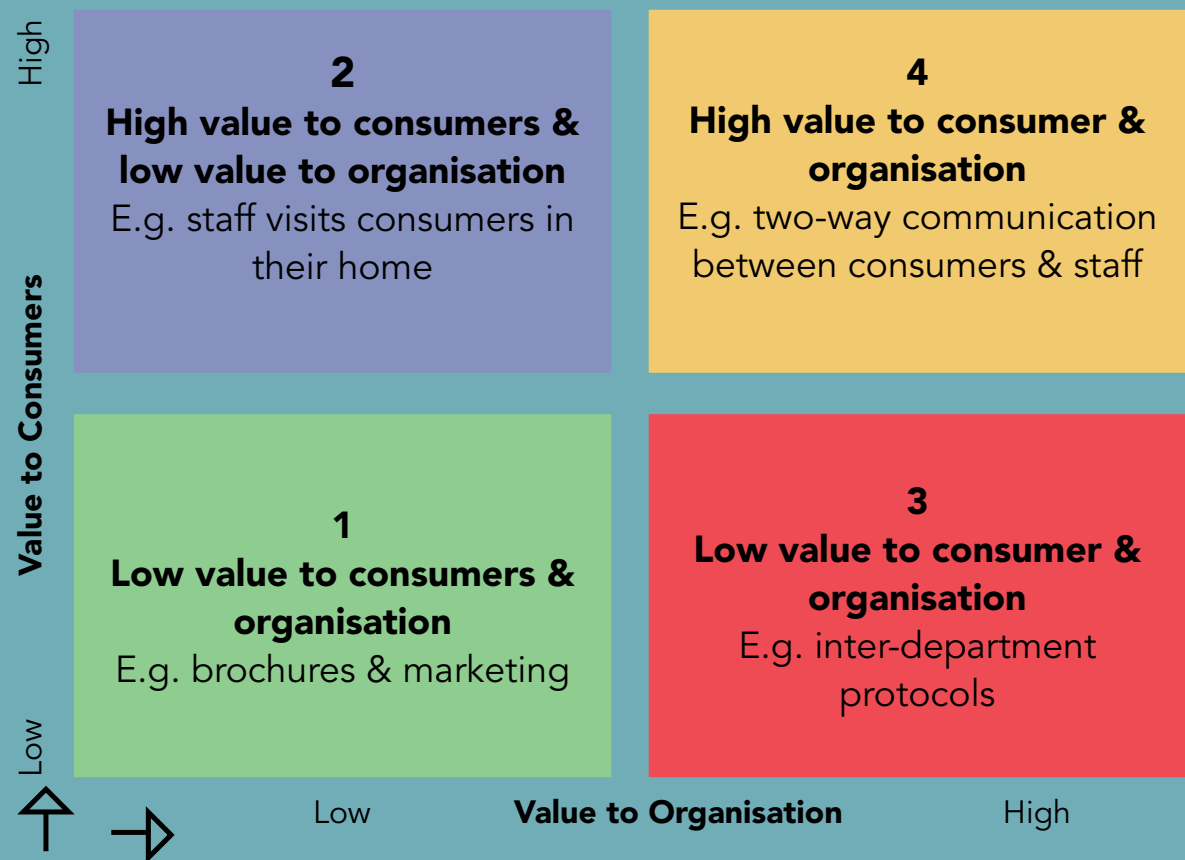 High
Value to Consumers
Low
2
High value to consumers &
low value to organisation
E.g. staff visits consumers in
their home
4
High value to consumer &
organisation
E.g. two-way communication
between consumers & staff
1
Low value to consumers &
organisation
E.g. brochures & marketing
3
Low value to consumer &
organisation
E.g. inter-department
protocols
Low
Value to Organisation
High